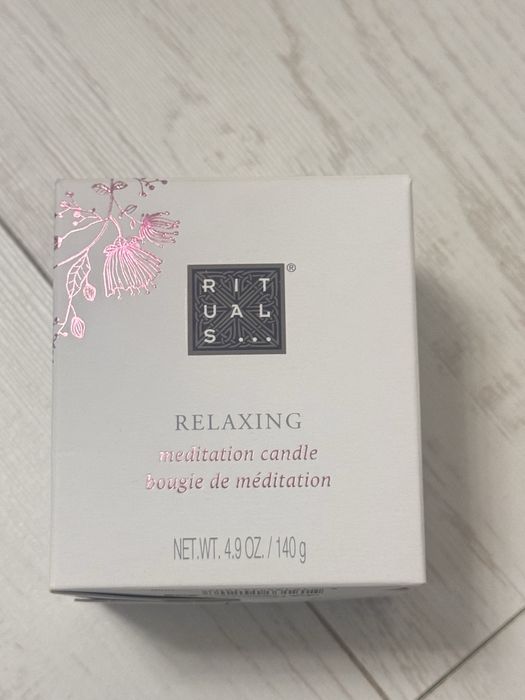 RIT
UAL
S...
®
RELAXING
meditation candle
bougie de méditation
NET.WT. 4.9 OZ. / 140 g